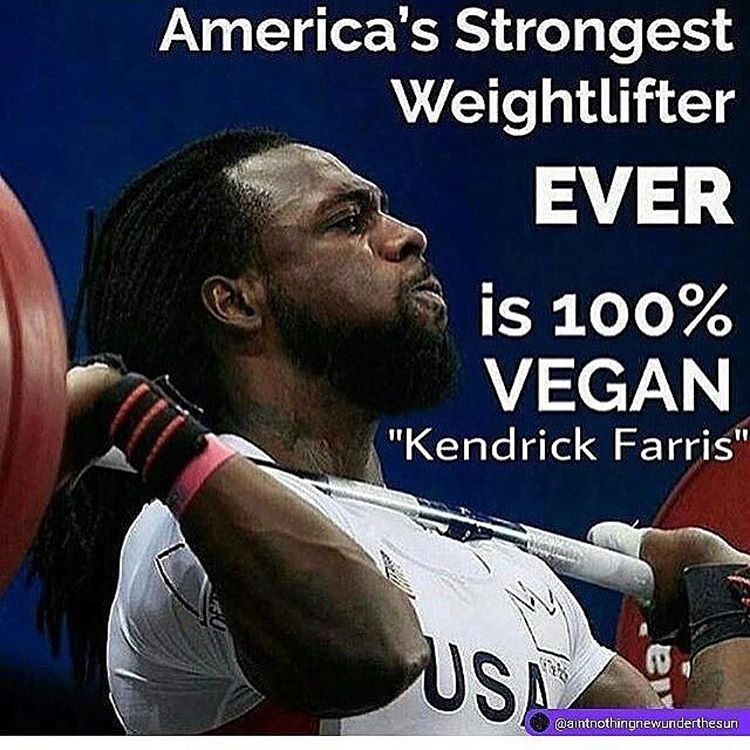 America's Strongest
Weightlifter
EVER
is 100%
VEGAN
"Kendrick Farris"
USA
@aintnothingnewunderthesun